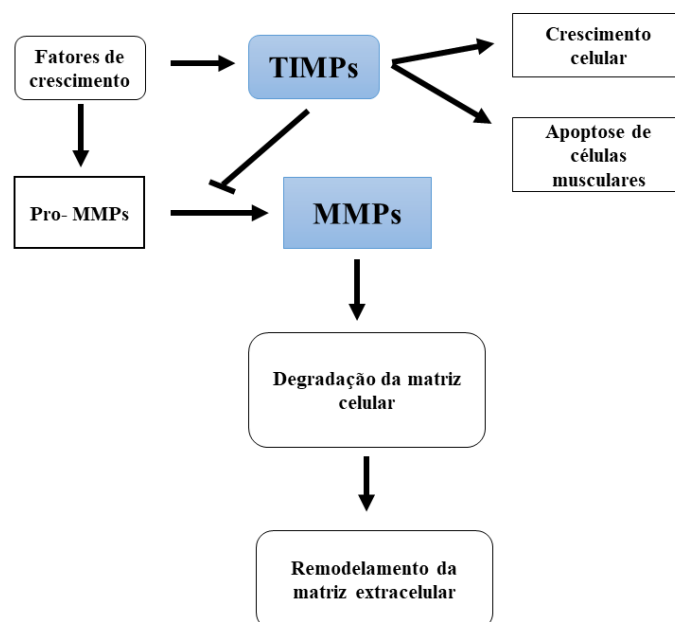 Fatores de
crescimento
TIMPs
Crescimento
celular
Apoptose de
células
musculares
Pro- MMPs
MMPs
Degradação da matriz
celular
Remodelamento da
matriz extracelular